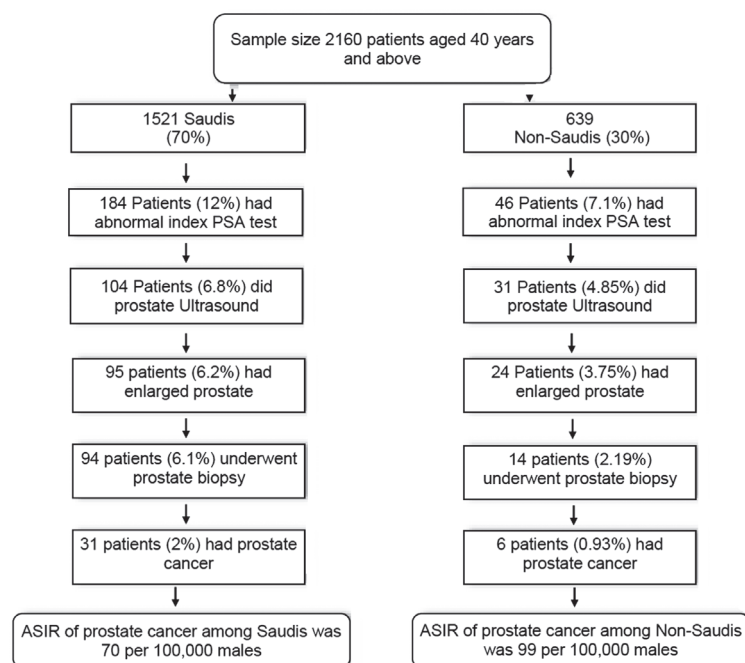 Sample size 2160 patients aged 40 years
and above
1521 Saudis
(70%)
184 Patients (12%) had
abnormal index PSA test
104 Patients (6.8%) did
prostate Ultrasound
95 patients (6.2%) had
enlarged prostate
94 patients (6.1%) underwent
prostate biopsy
31 patients (2%) had prostate
cancer
ASIR of prostate cancer among Saudis was
70 per 100,000 males
639
Non-Saudis (30%)
46 Patients (7.1%) had
abnormal index PSA test
31 Patients (4.85%) did
prostate Ultrasound
24 Patients (3.75%) had
enlarged prostate
14 patients (2.19%)
underwent prostate biopsy
6 patients (0.93%) had
prostate cancer
ASIR of prostate cancer among Non-Saudis
was 99 per 100,000 males